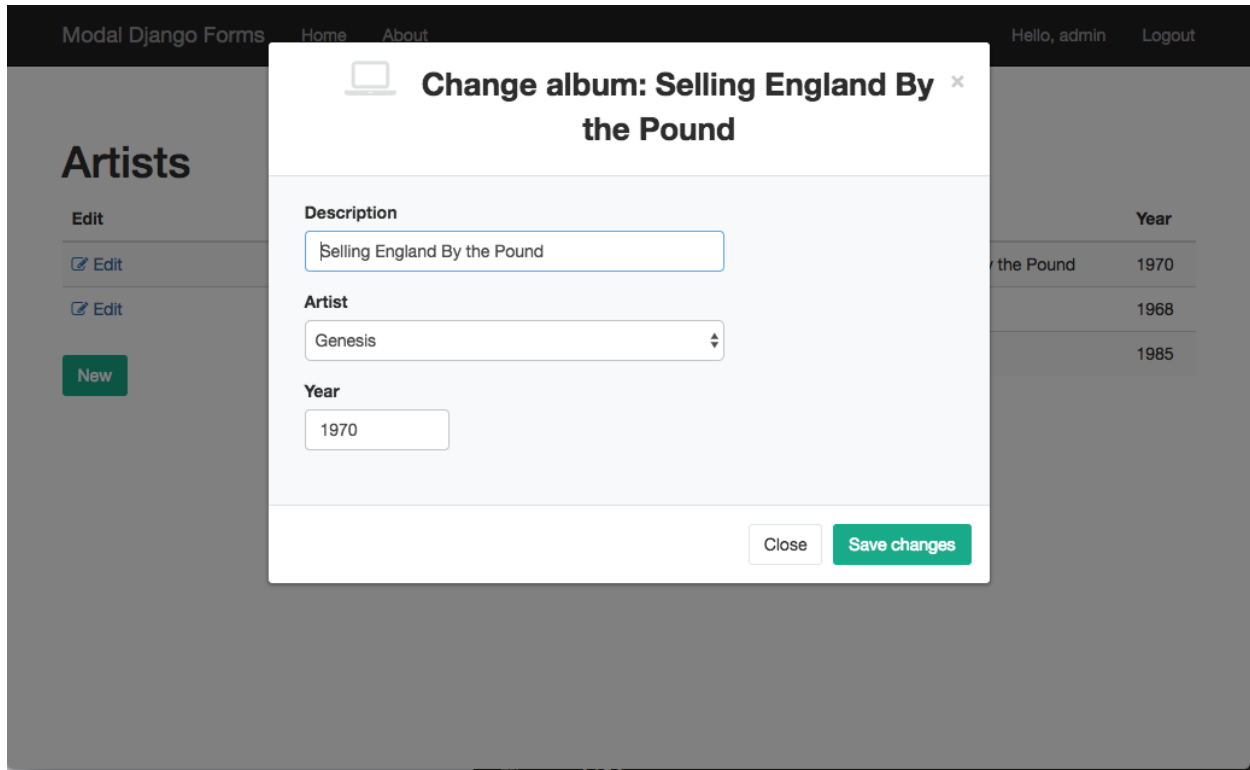 Modal Django Forms Home About Hello, admin Logout
Change album: Selling England By ×
the Pound
Artists
Edit Year
Edit the Pound 1970
Edit 1968
1985
New
Description
Selling England By the Pound
Artist
Genesis
Year
1970
Close Save changes